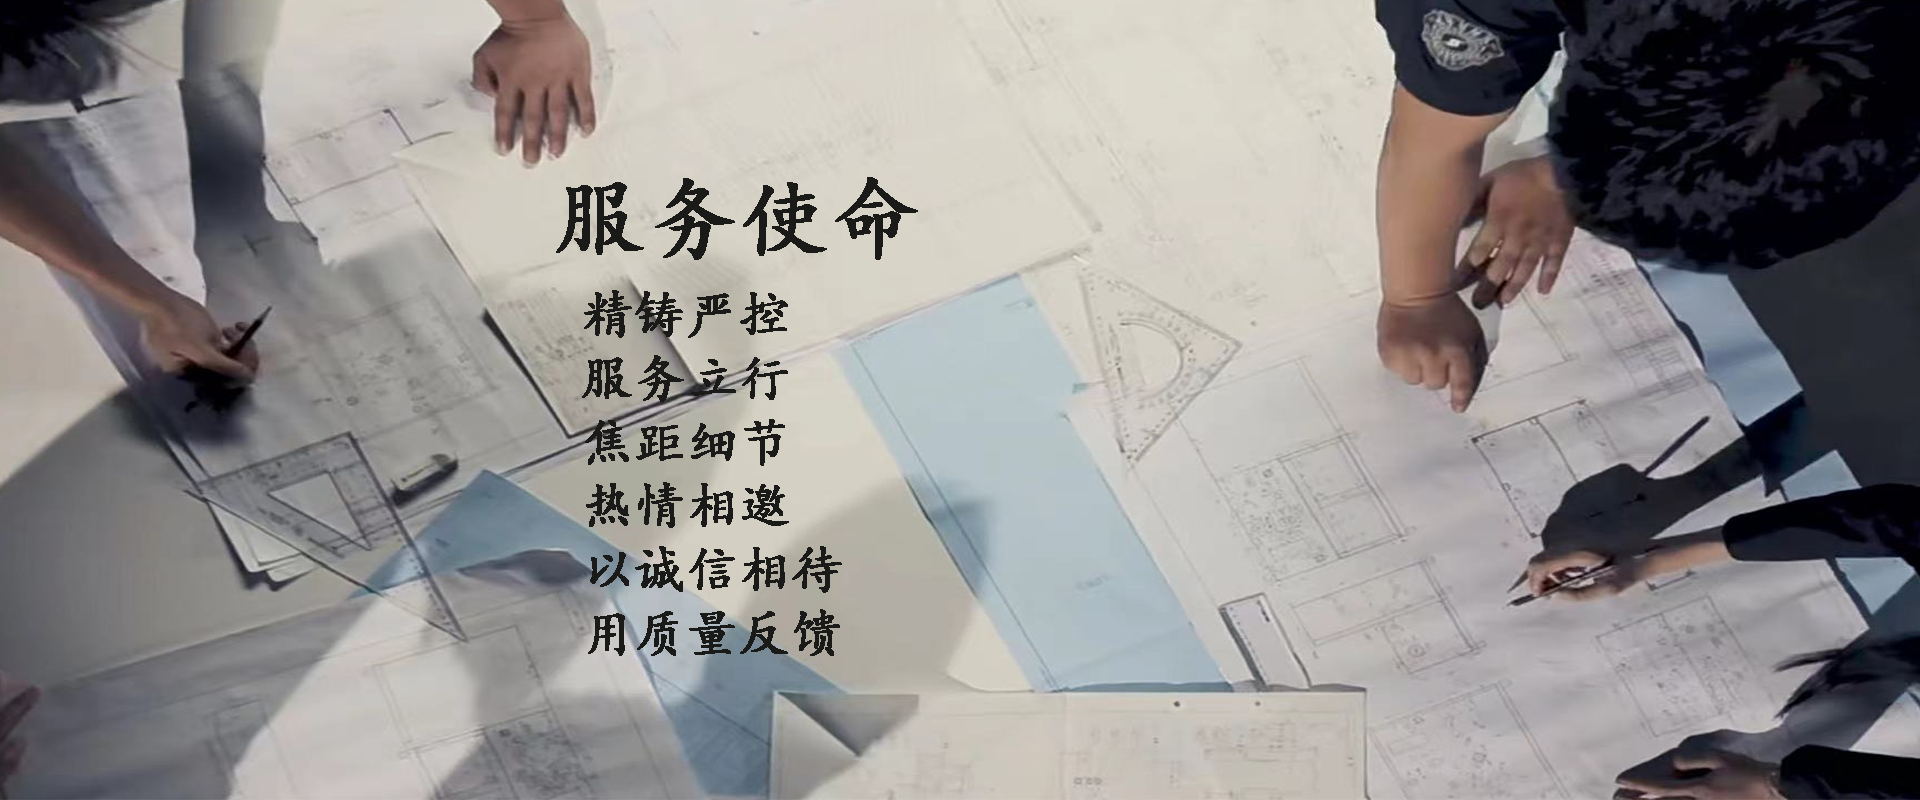 服务使命
精铸严控
服务立行
焦距细节
热情相邀
以诚信相待
用质量反馈